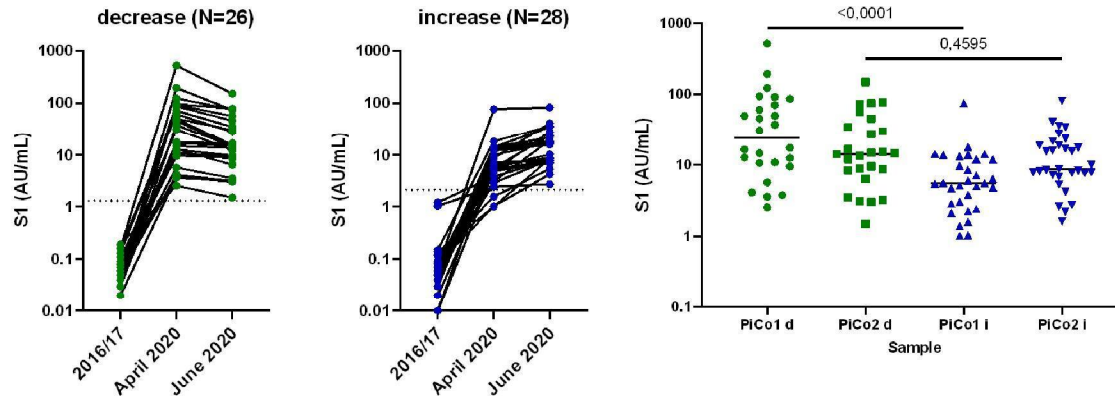 decrease (N=26)
1000
100
10
1
0.1
0.01
S1 (AU/mL)
2016/17
April 2020
June 2020
increase (N=28)
1000
100
10
1
0.1
0.01
S1 (AU/mL)
2016/17
April 2020
June 2020
<0,0001
0,4595
1000
100
10
1
0.1
S1 (AU/mL)
PiCo1 d
PiCo2 d
PiCo1 i
PiCo2 i
Sample